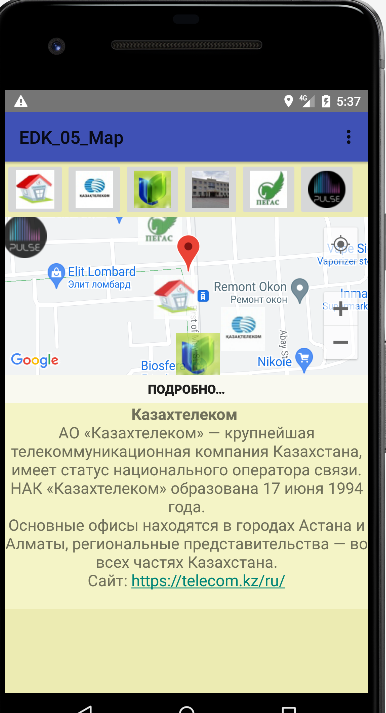 4G 5:37
EDK_05_Map
КАЗАХТЕЛЕКОМ
ПЕГАС
PULSE
PULSE
ПЕГАС
Elit Lombard
Элит ломбард
Remont Okon
Ремонт окон
Vaporizer st
КАЗАХТЕЛЕКОМ
Abay St
Google
Biosfer
Nikole
ПОДРОБНО...
Казахтелеком
АО «Казахтелеком» — крупнейшая
телекоммуникационная компания Казахстана,
имеет статус национального оператора связи.
НАК «Казахтелеком» образована 17 июня 1994
года.
Основные офисы находятся в городах Астана и
Алматы, региональные представительства — во
всех частях Казахстана.
Сайт: https://telecom.kz/ru/